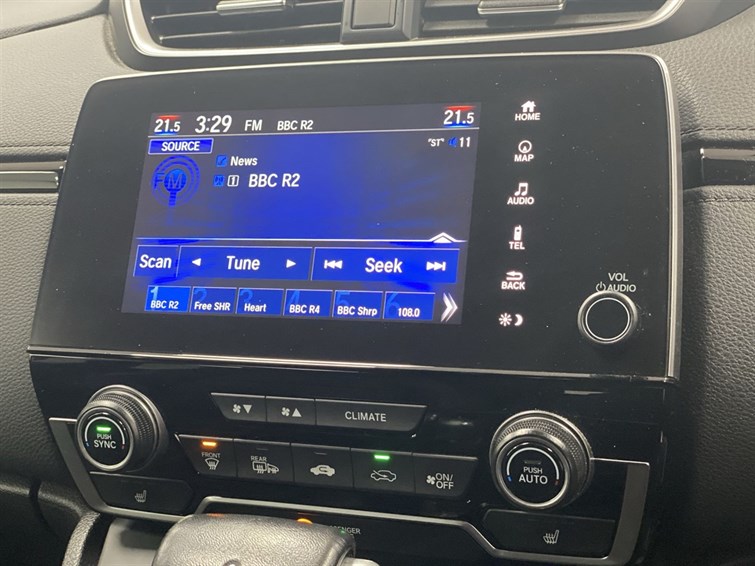 21.5 3:29 FM BBC R2 21.5
SOURCE
"ST" 11
News
FM
BBC R2
Scan Tune Seek
1 BBC R2
2 Free SHR
3 Heart
4 BBC R4
5 BBC Shrp
6 108.0
HOME
MAP
AUDIO
TEL
BACK
VOL
AUDIO
CLIMATE
PUSH
SYNC
FRONT
REAR
ON/
OFF
PUSH
AUTO